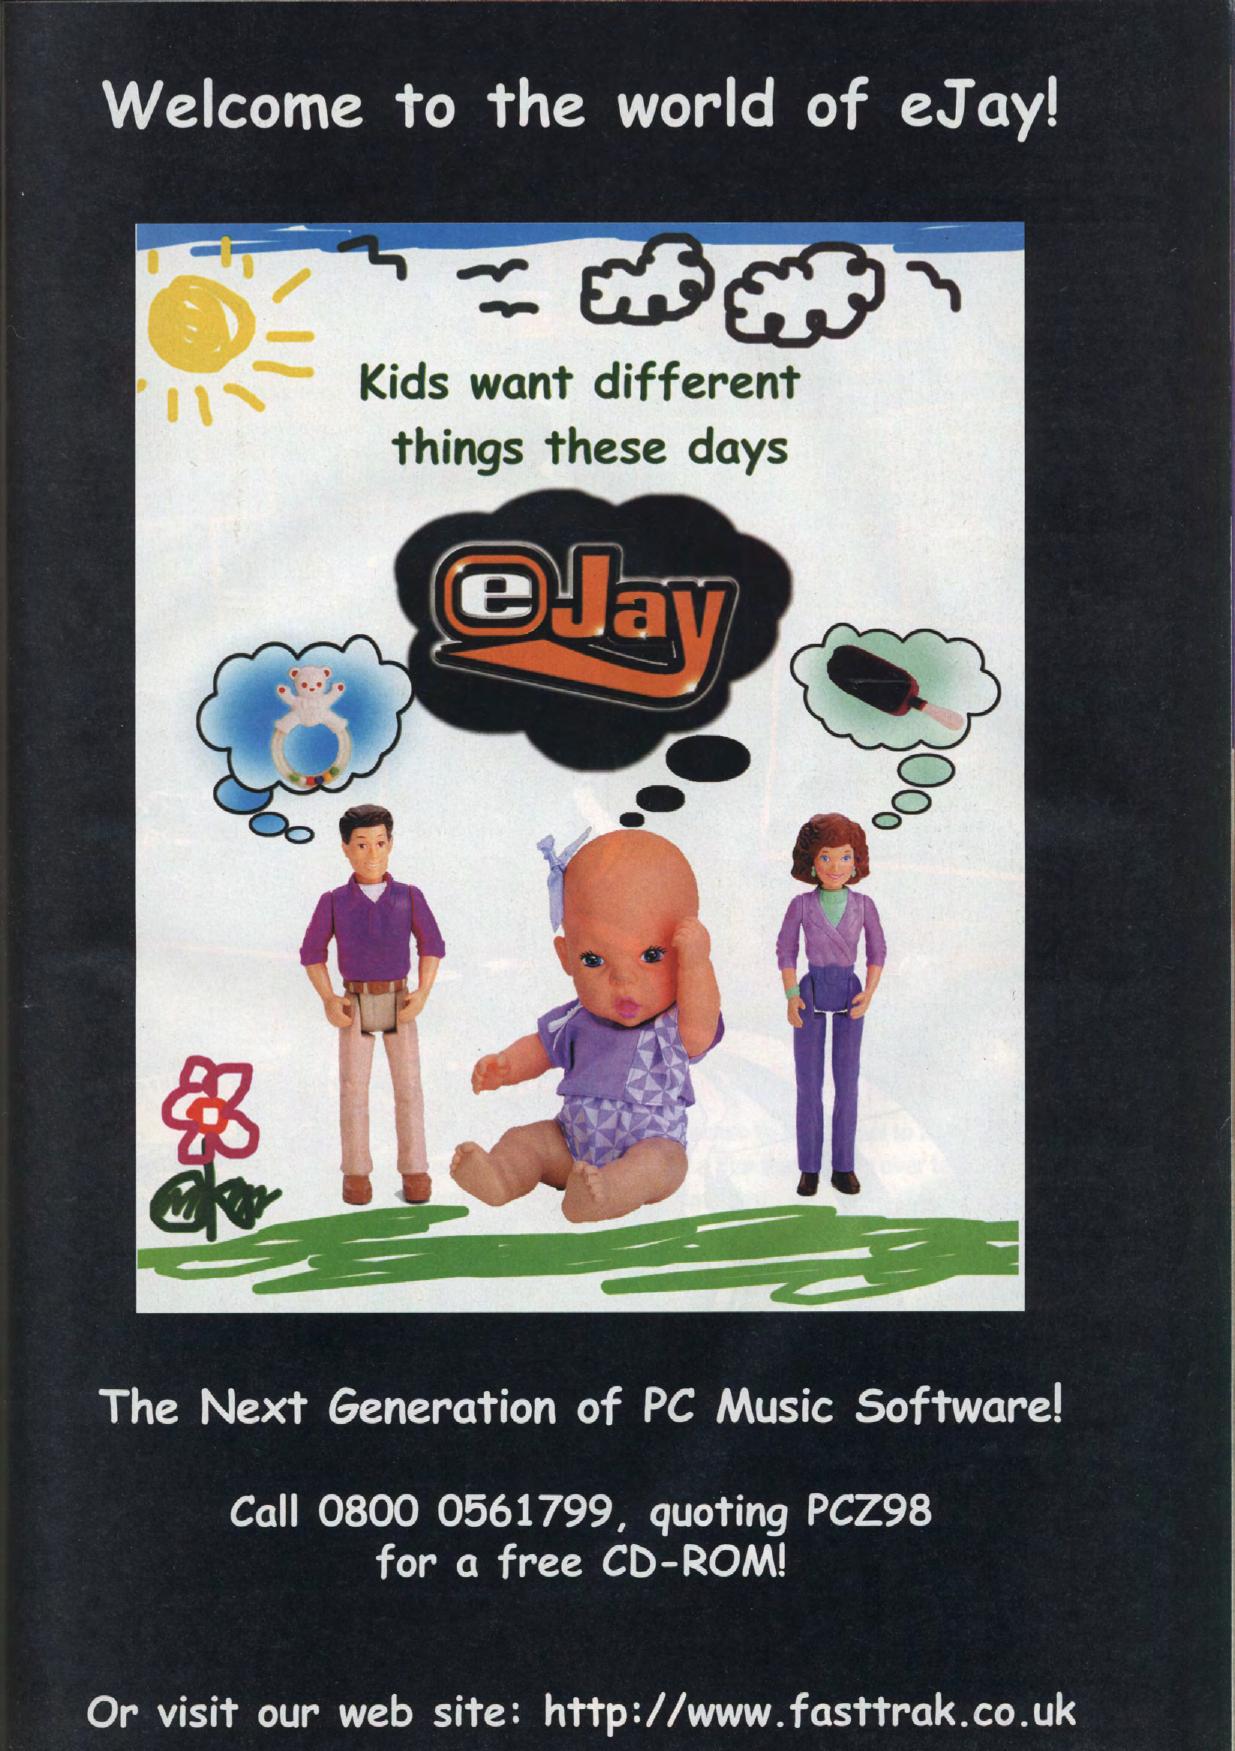 Welcome to the world of eJay!
Kids want different
things these days
eJay
The Next Generation of PC Music Software!
Call 0800 0561799, quoting PCZ98
for a free CD-ROM!
Or visit our web site: http://www.fasttrak.co.uk